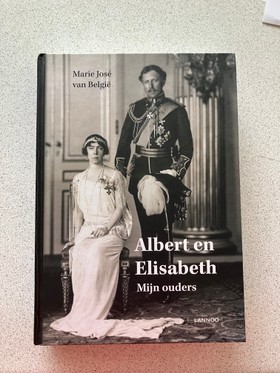 Marie José
van België
Albert en
Elisabeth
Mijn ouders
LANNOO